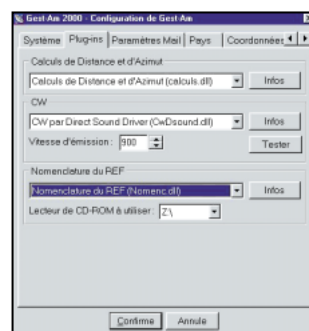 Gest-Am 2000 - Configuration de Gest-Am
Système Plug-ins Paramètres Mail Pays Coordonnées
Calculs de Distance et d'Azimut
Calculs de Distance et d'Azimut (calculs.dll) Infos
CW
CW par Direct Sound Driver (CwDsound.dll) Infos
Vitesse d'émission : 900 Tester
Nomenclature du REF
Nomenclature du REF (Nomenc.dll) Infos
Lecteur de CD-ROM à utiliser : Z:\
Confirme Annule